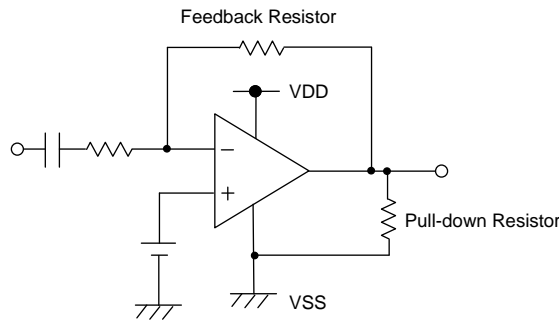 Feedback Resistor
VDD
−
+
Pull-down Resistor
VSS